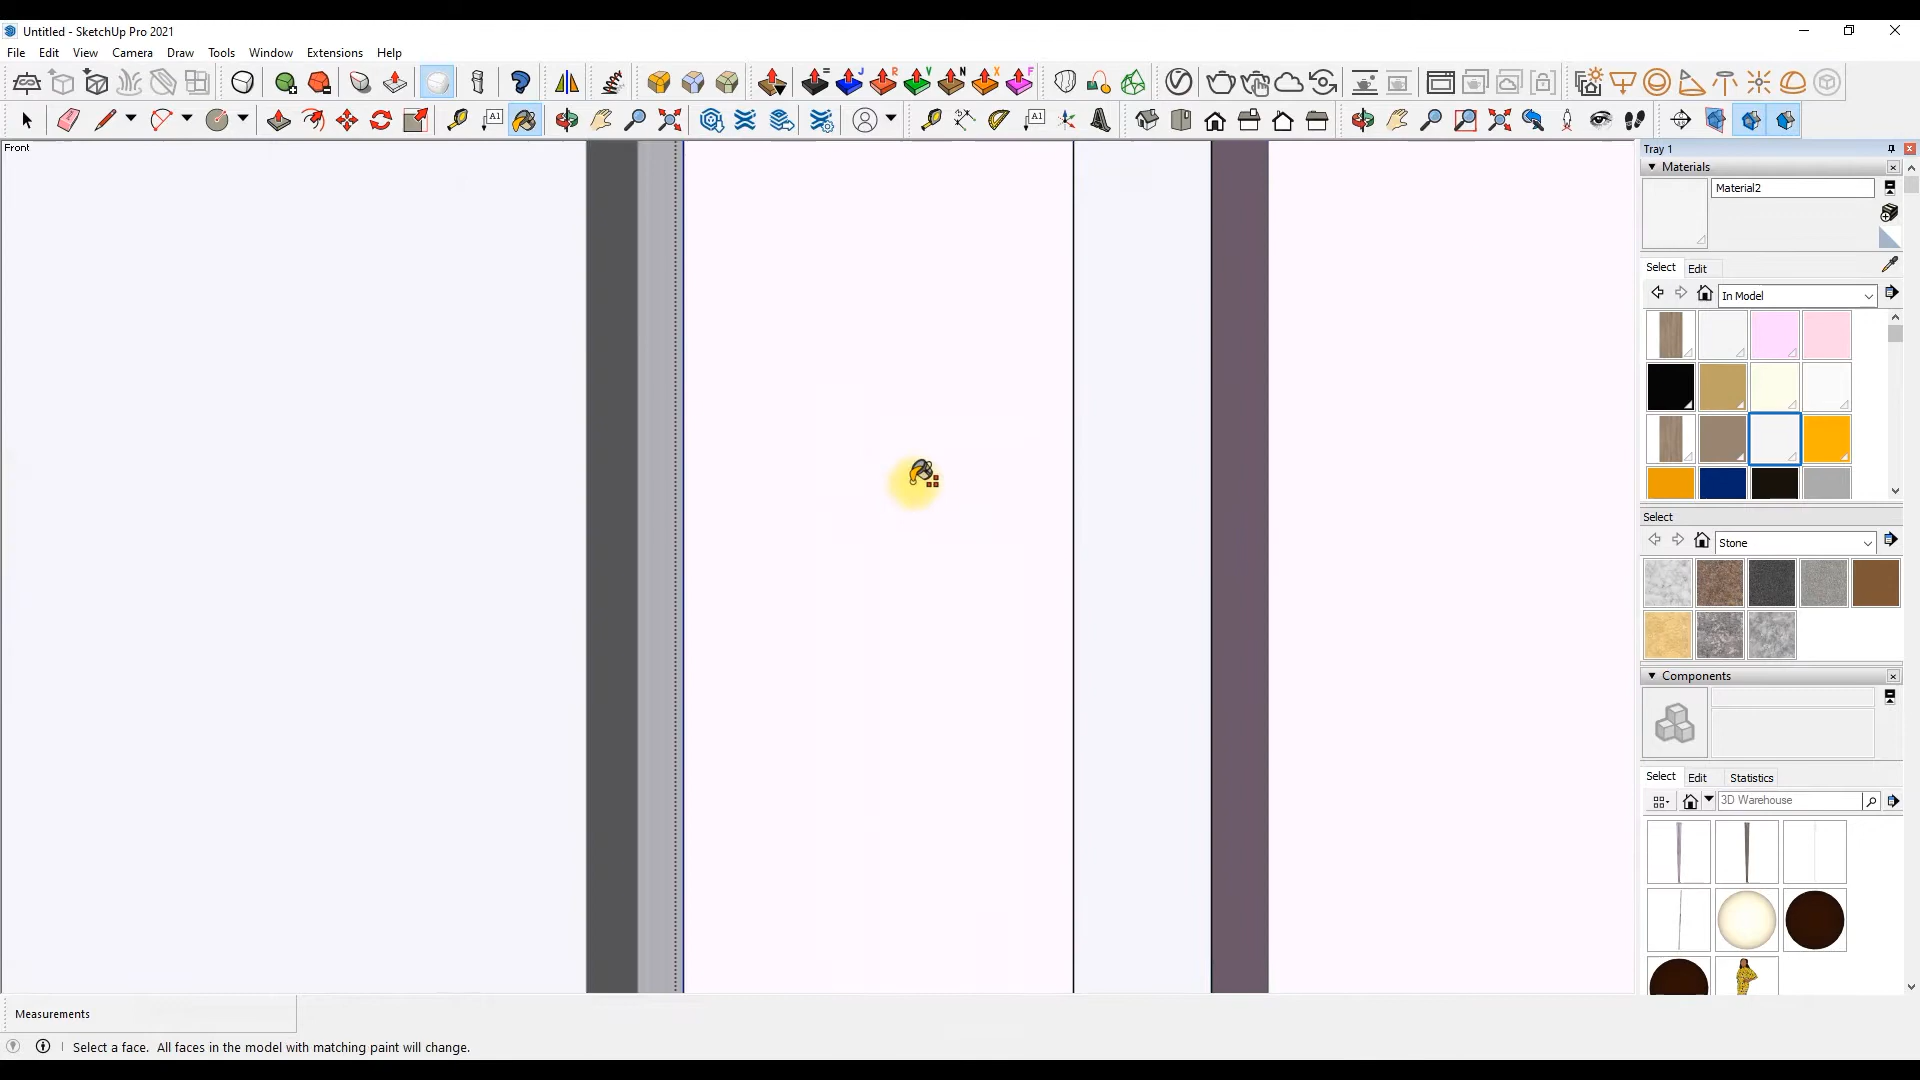 Untitled - SketchUp Pro 2021
File Edit View Camera Draw Tools Window Extensions Help
= J R V N X F
A1 A1
Front
Tray 1
Materials
Material2
Select Edit
In Model
Select
Stone
Components
Select Edit Statistics
3D Warehouse
Measurements
Select a face. All faces in the model with matching paint will change.